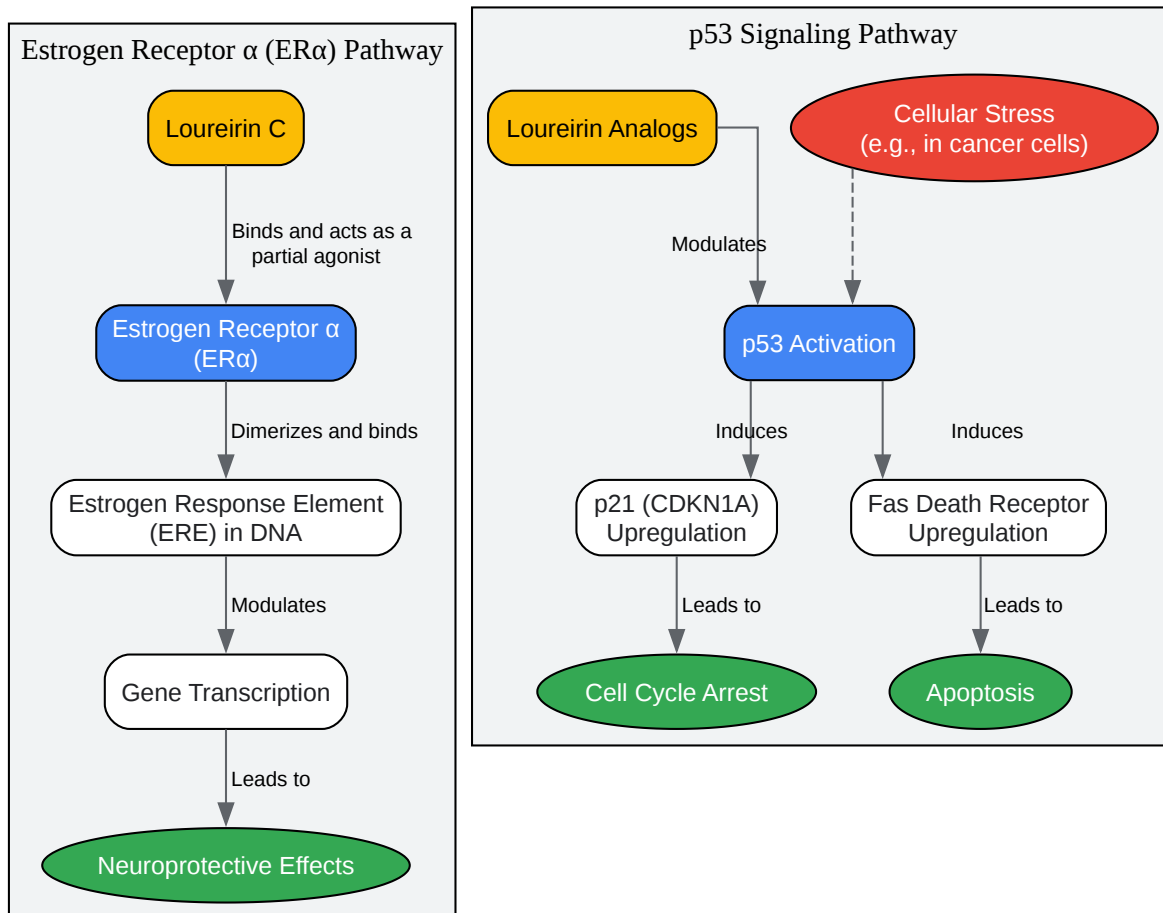 Estrogen Receptor α (ERα) Pathway
Loureirin C
Binds and acts as a
partial agonist
Estrogen Receptor α
(ERα)
Dimerizes and binds
Estrogen Response Element
(ERE) in DNA
Modulates
Gene Transcription
Leads to
Neuroprotective Effects
p53 Signaling Pathway
Loureirin Analogs
Cellular Stress
(e.g., in cancer cells)
Modulates
p53 Activation
Induces
Induces
p21 (CDKN1A)
Upregulation
Fas Death Receptor
Upregulation
Leads to
Leads to
Cell Cycle Arrest
Apoptosis